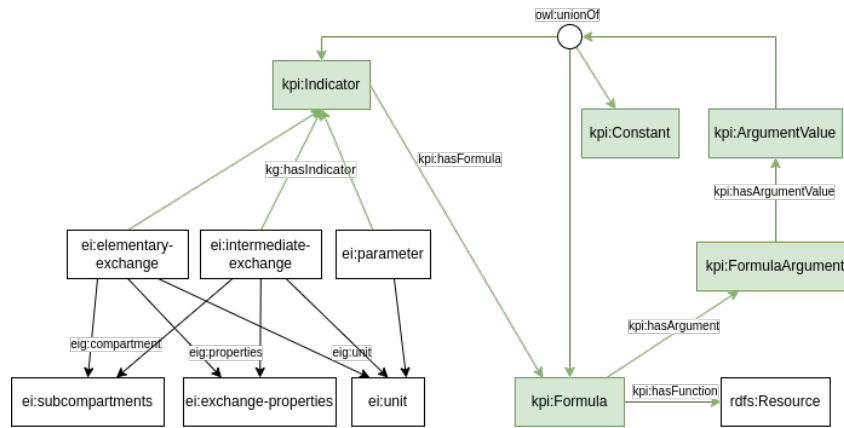 owl:unionOf
kpi:Indicator
kpi:Constant
kpi:ArgumentValue
kpi:hasFormula
kg:hasIndicator
kpi:hasArgumentValue
ei:elementary-
exchange
ei:intermediate-
exchange
ei:parameter
kpi:FormulaArgument
kpi:hasArgument
eig:compartment
eig:properties
eig:unit
ei:subcompartments
ei:exchange-properties
ei:unit
kpi:Formula
kpi:hasFunction
rdfs:Resource